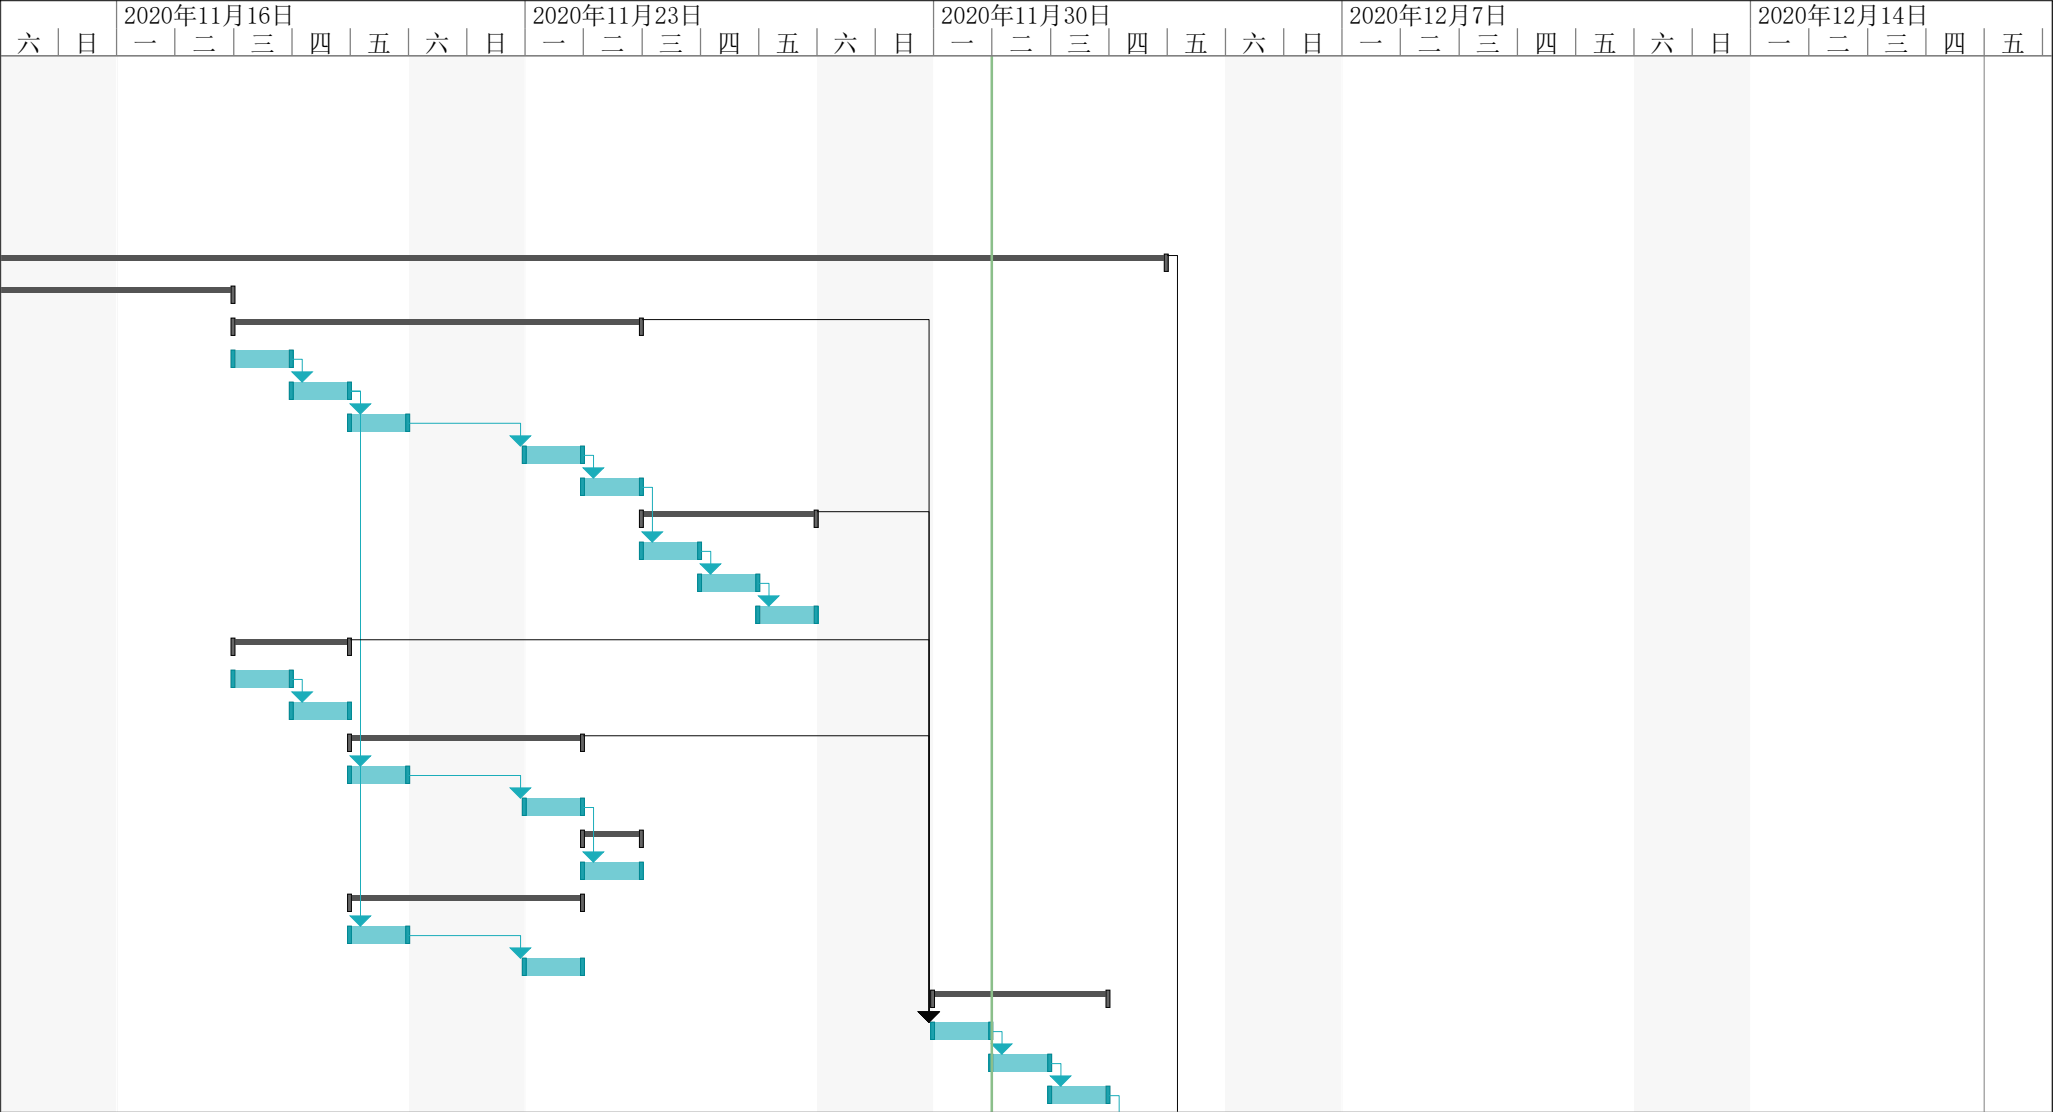 2020年11月16日 2020年11月23日 2020年11月30日 2020年12月7日 2020年12月14日
六 日 一 二 三 四 五 六 日 一 二 三 四 五 六 日 一 二 三 四 五 六 日 一 二 三 四 五 六 日 一 二 三 四 五